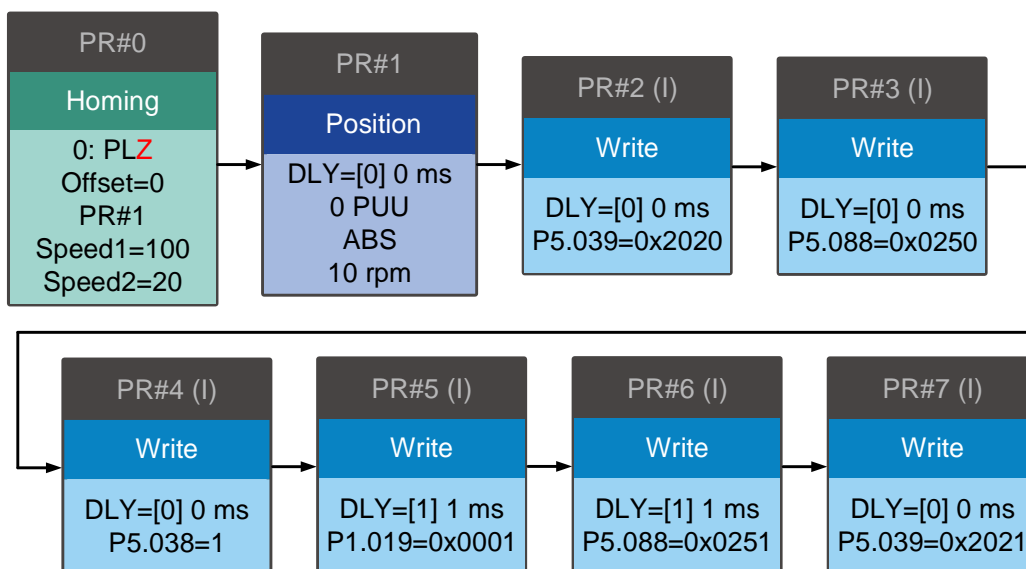 PR#0
Homing
0: PLZ
Offset=0
PR#1
Speed1=100
Speed2=20
PR#1
Position
DLY=[0] 0 ms
0 PUU
ABS
10 rpm
PR#2 (I)
Write
DLY=[0] 0 ms
P5.039=0x2020
PR#3 (I)
Write
DLY=[0] 0 ms
P5.088=0x0250
PR#4 (I)
Write
DLY=[0] 0 ms
P5.038=1
PR#5 (I)
Write
DLY=[1] 1 ms
P1.019=0x0001
PR#6 (I)
Write
DLY=[1] 1 ms
P5.088=0x0251
PR#7 (I)
Write
DLY=[0] 0 ms
P5.039=0x2021